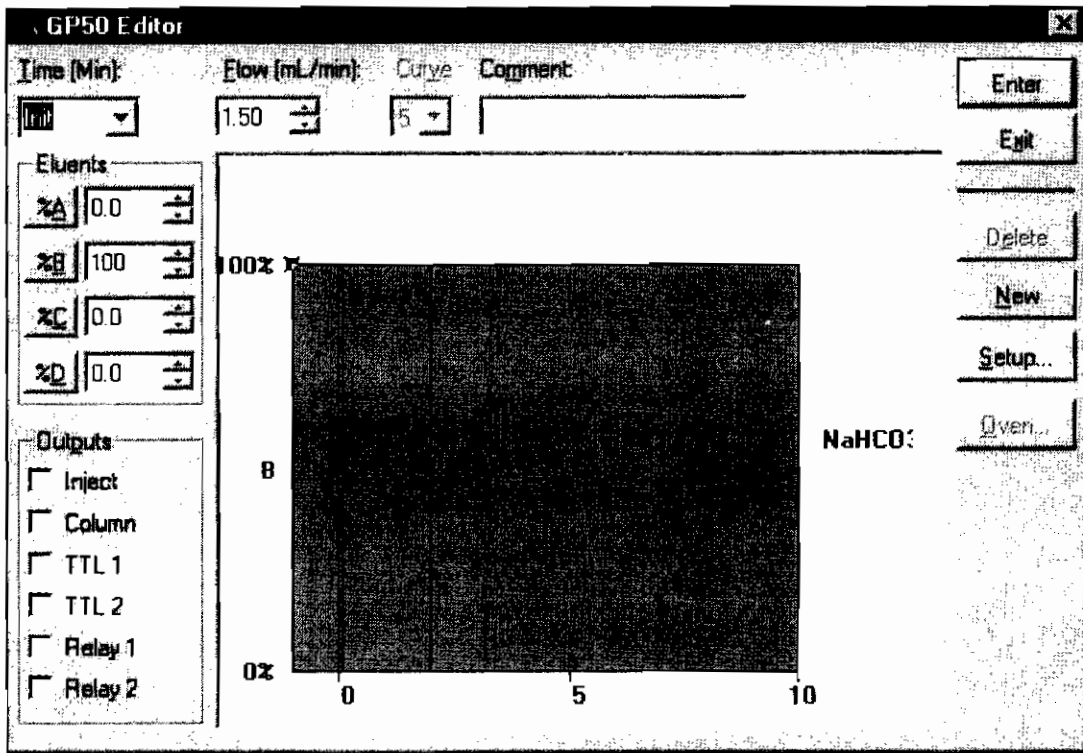 GP50 Editor
Time [Min]: Flow [mL/min]: Curve Comment:
Init 1.50 5
Enter
Exit
Delete
New
Setup...
Overi...
Eluents
%A 0.0
%B 100
%C 0.0
%D 0.0
Outputs
Inject
Column
TTL 1
TTL 2
Relay 1
Relay 2
100%
B
0%
0 5 10
NaHCO3